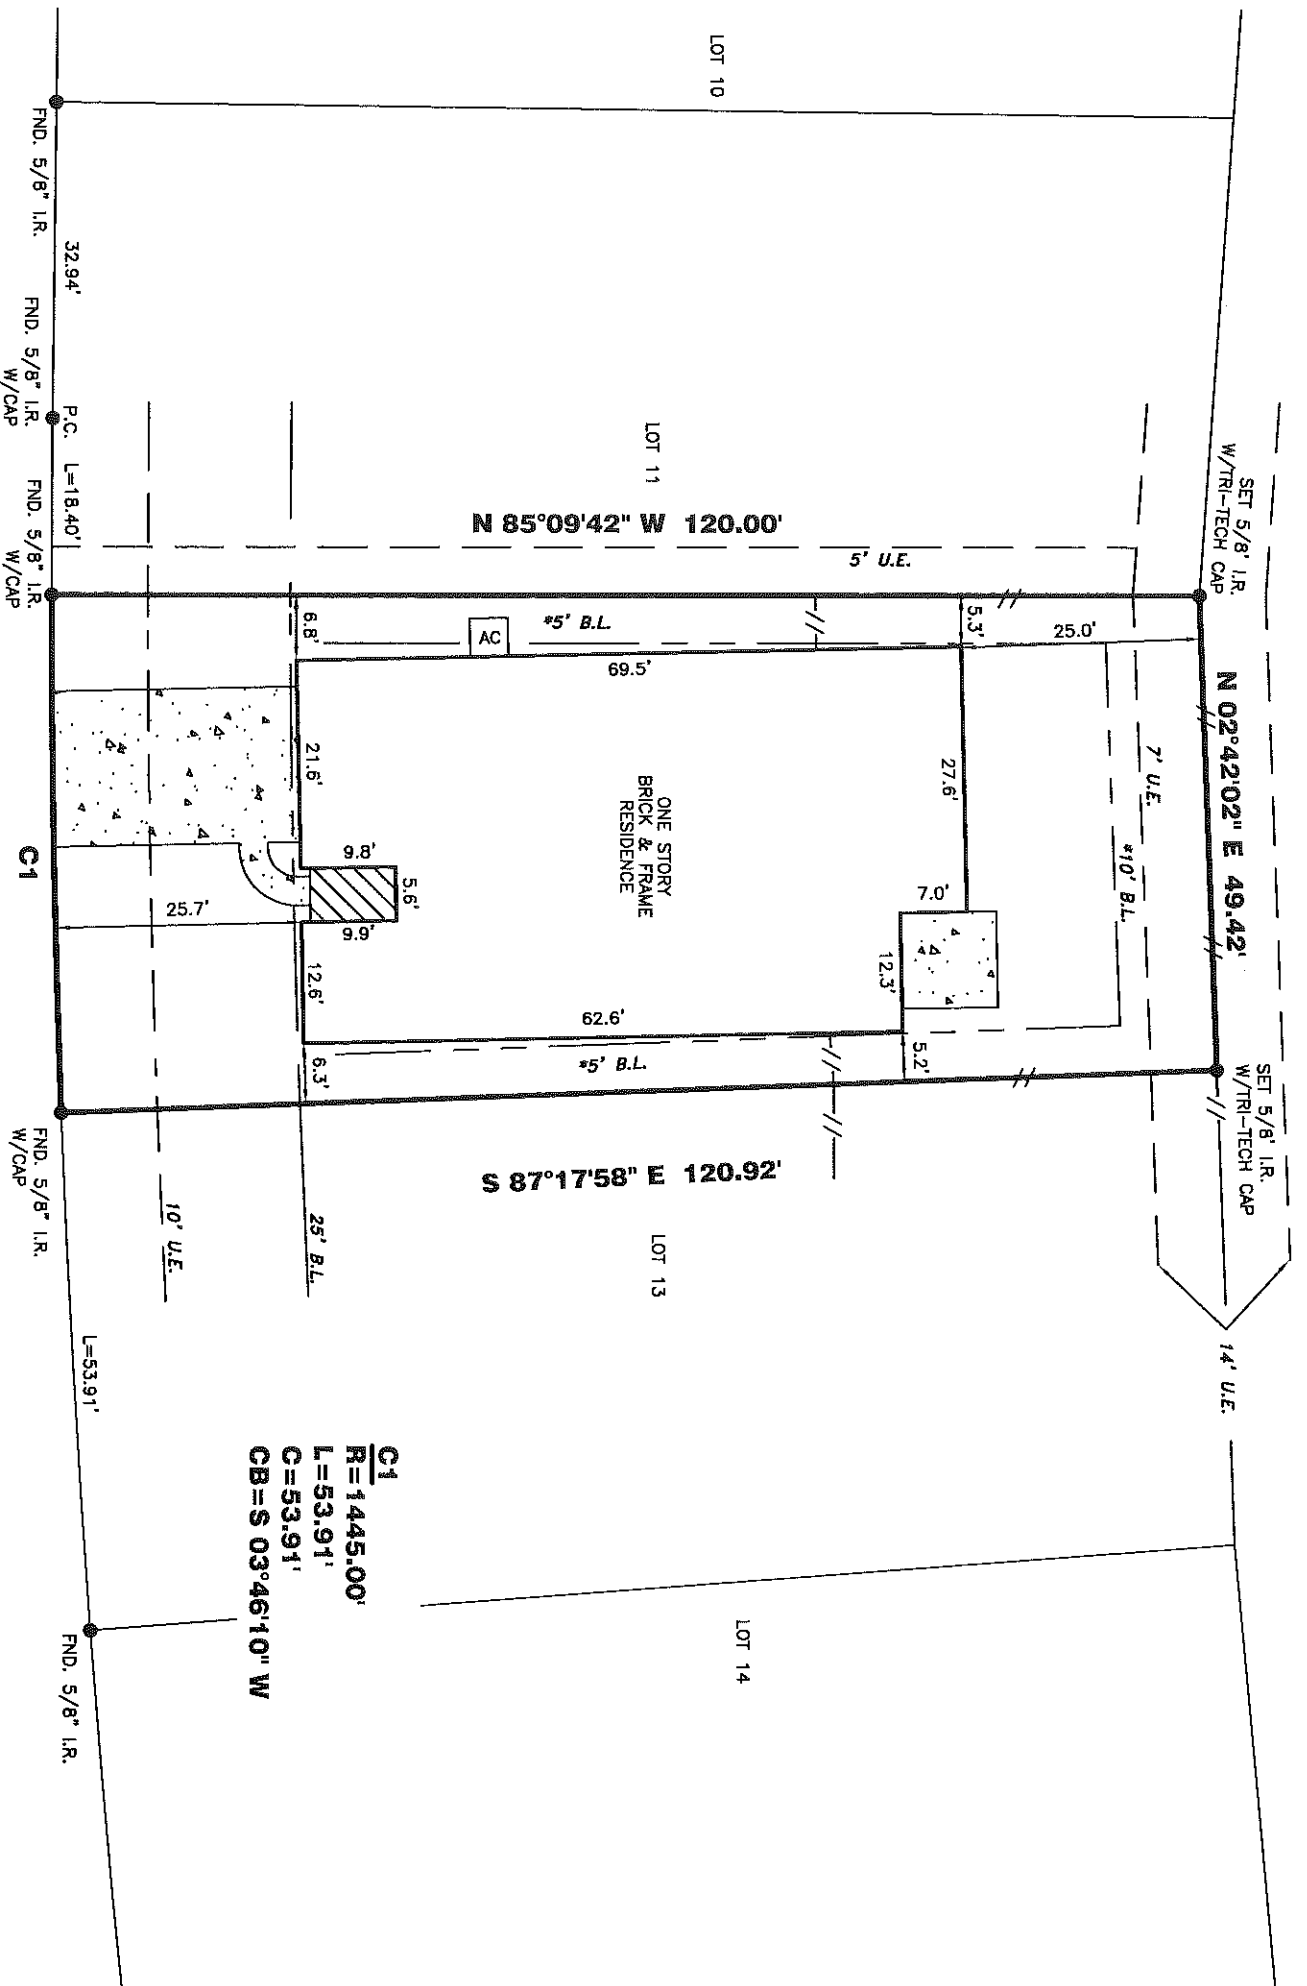 LOT 10
FND. 5/8" I.R.
32.94'
FND. 5/8" I.R.
W/CAP
P.C.
L=18.40'
FND. 5/8" I.R.
W/CAP
LOT 11
N 85°09'42" W 120.00'
5' U.E.
SET 5/8' I.R.
W/TRI-TECH CAP
6.8'
*5' B.L.
AC
5.3'
25.0'
69.5'
N 02°42'02" E 49.42'
7' U.E.
*10' B.L.
21.6'
27.6'
ONE STORY
BRICK & FRAME
RESIDENCE
C1
9.8'
5.6'
9.9'
25.7'
7.0'
12.3'
12.6'
62.6'
6.3'
*5' B.L.
5.2'
SET 5/8' I.R.
W/TRI-TECH CAP
S 87°17'58" E 120.92'
FND. 5/8" I.R.
W/CAP
10' U.E.
25' B.L.
LOT 13
14' U.E.
L=53.91'
C1
R=1445.00'
L=53.91'
C=53.91'
CB=S 03°46'10" W
LOT 14
FND. 5/8" I.R.